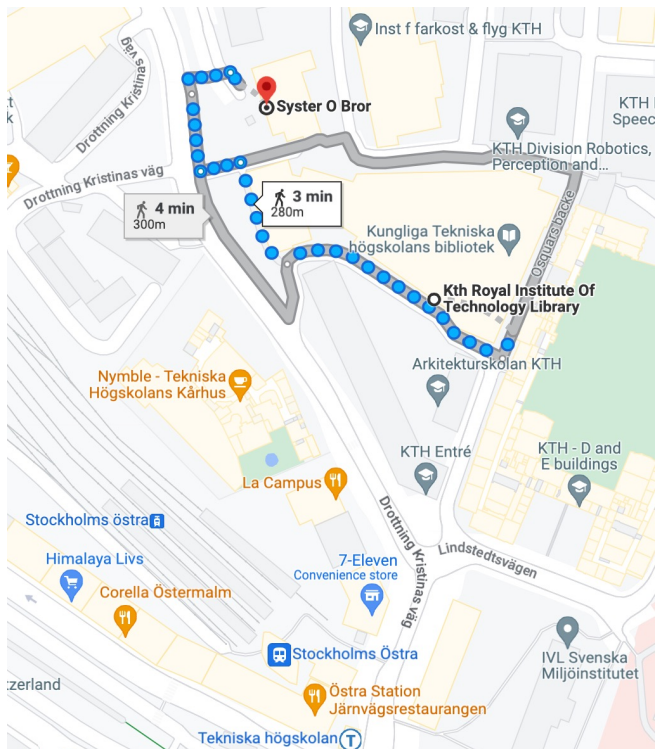 Inst f farkost & flyg KTH
Drottning Kristinas väg
Syster O Bror
KTH
Speec
KTH Division Robotics,
Perception and...
Drottning Kristinas väg
4 min
300m
3 min
280m
Kungliga Tekniska
högskolans bibliotek
Osquars backe
Kth Royal Institute Of
Technology Library
Arkitekturskolan KTH
Nymble - Tekniska
Högskolans Kårhus
KTH Entré
KTH - D and
E buildings
La Campus
Drottning Kristinas väg
Stockholms östra
Lindstedtsvägen
Himalaya Livs
7-Eleven
Convenience store
Corella Östermalm
Stockholms Östra
IVL Svenska
Miljöinstitutet
tzerland
Östra Station
Järnvägsrestaurangen
Tekniska högskolan T